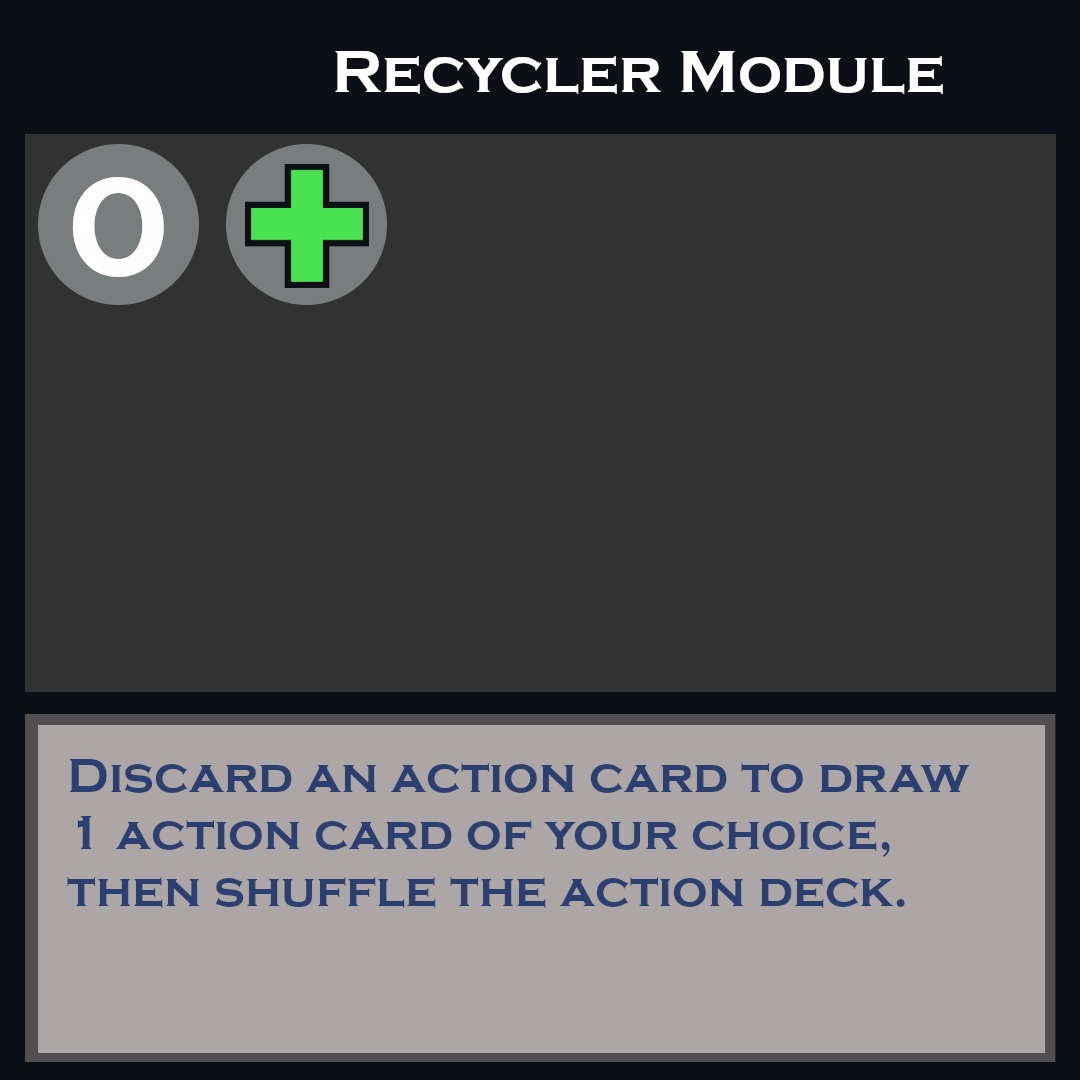 Recycler Module
0
Discard an action card to draw
1 action card of your choice,
then shuffle the action deck.